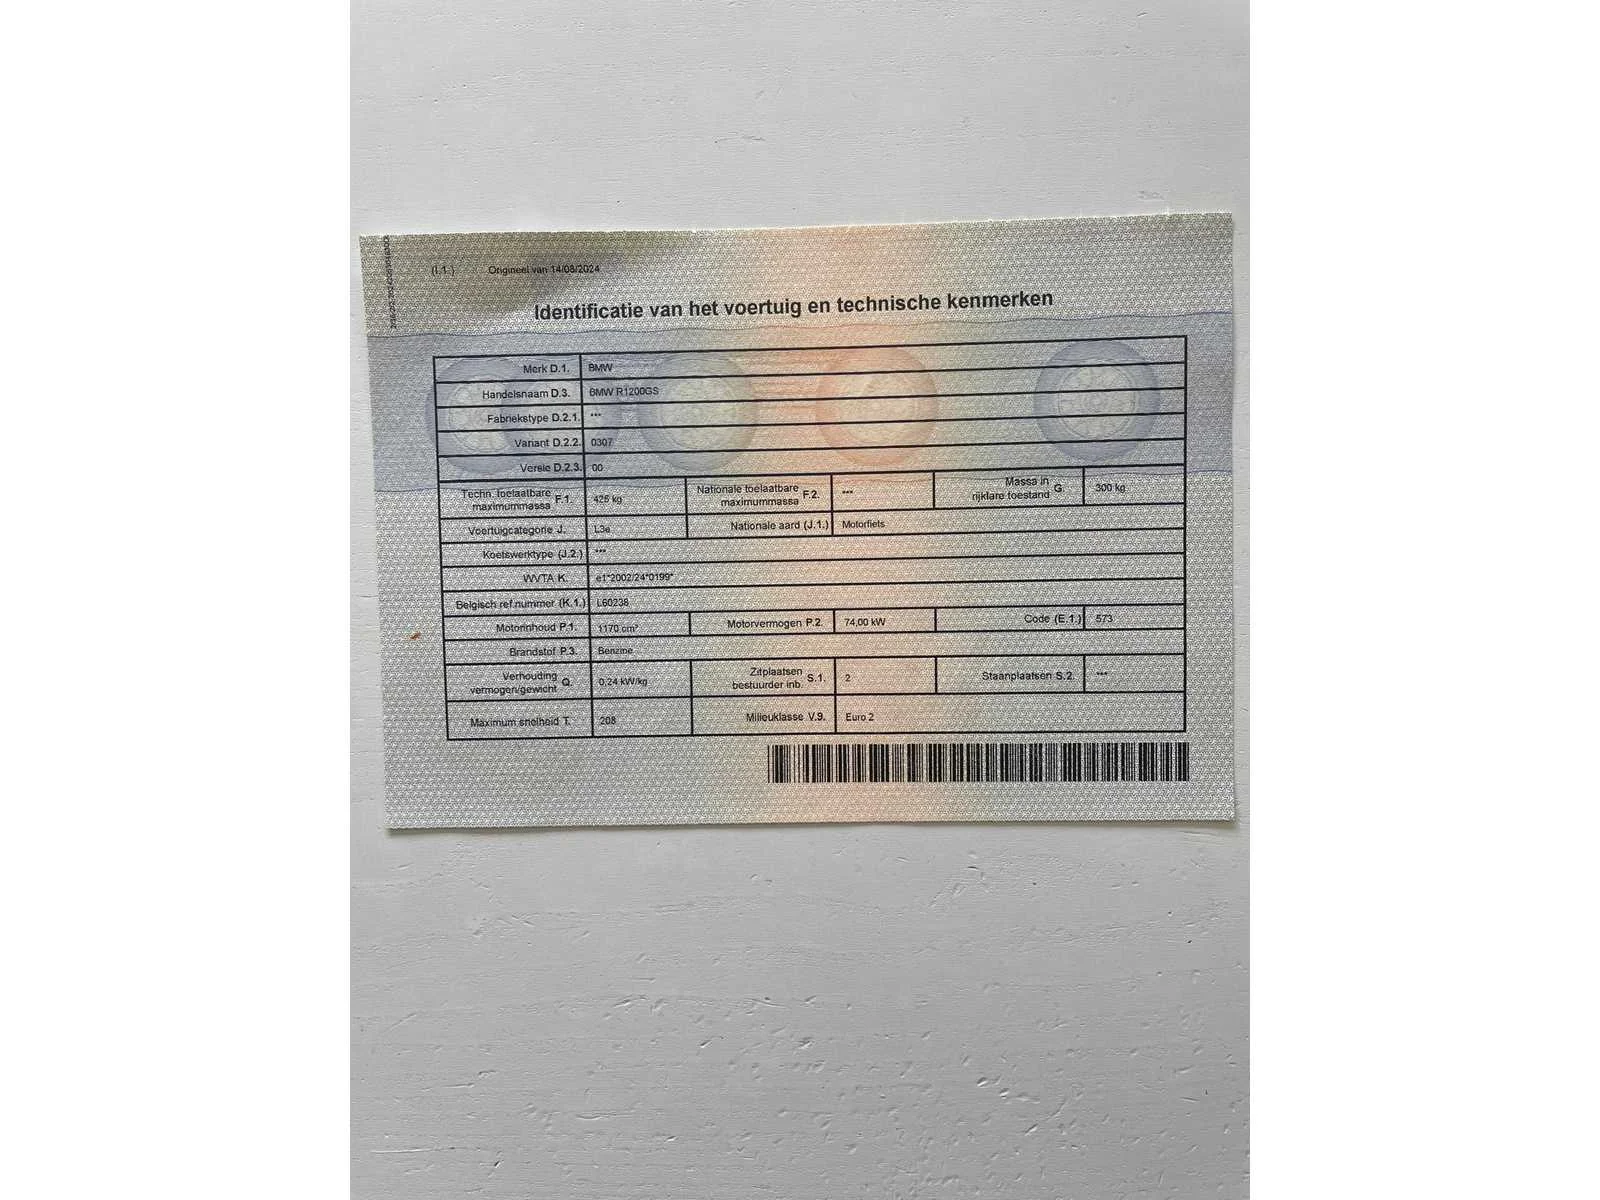 (I.1.) Origineel van 14/08/2024
Identificatie van het voertuig en technische kenmerken
Merk D.1. BMW
Handelsnaam D.3. BMW R1200GS
Fabriekstype D.2.1. ***
Variant D.2.2. 0307
Versie D.2.3. 00
Techn. toelaatbare maximummassa F.1. 425 kg Nationale toelaatbare maximummassa F.2. *** Massa in rijklare toestand G. 300 kg
Voertuigcategorie J. L3e Nationale aard (J.1.) Motorfiets
Koetswerktype (J.2.) ***
WVTA K. e1*2002/24*0199*
Belgisch ref.nummer (K.1.) L60238
Motorinhoud P.1. 1170 cm³ Motorvermogen P.2. 74,00 kW Code (E.1.) 573
Brandstof P.3. Benzine
Verhouding vermogen/gewicht Q. 0,24 kW/kg Zitplaatsen bestuurder inb. S.1. 2 Staanplaatsen S.2. ***
Maximum snelheid T. 208 Milieuklasse V.9. Euro 2